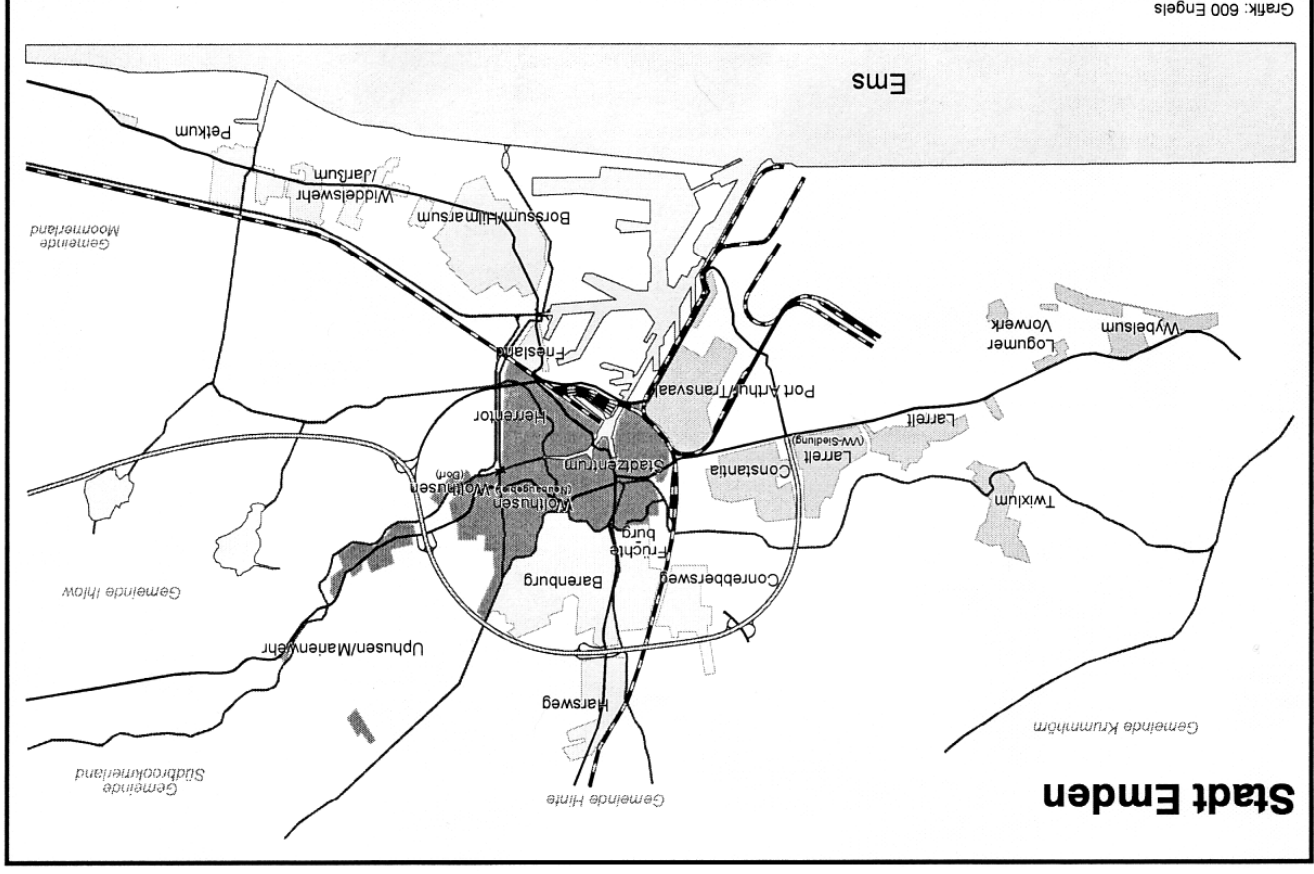 Stadt Emden
Gemeinde Hinte
Gemeinde
Südbrookmerland
Gemeinde Krummhörn
Harsweg
Uphusen/Marienwehr
Gemeinde Ihlow
Conrebbersweg
Barenburg
Früchte
burg
Twixlum
Wolthusen
(Neubaugebiet)
Wolthusen
(Dorf)
Constantia
Stadtzentrum
Larrelt
(VW-Siedlung)
Larrelt
Herrentor
Port Arthur/Transvaal
Friesland
Logumer
Vorwerk
Wybelsum
Gemeinde
Moormerland
Borssum/Hilmarsum
Widdelswehr
/Jarßum
Petkum
Ems
Grafik: 600 Engels